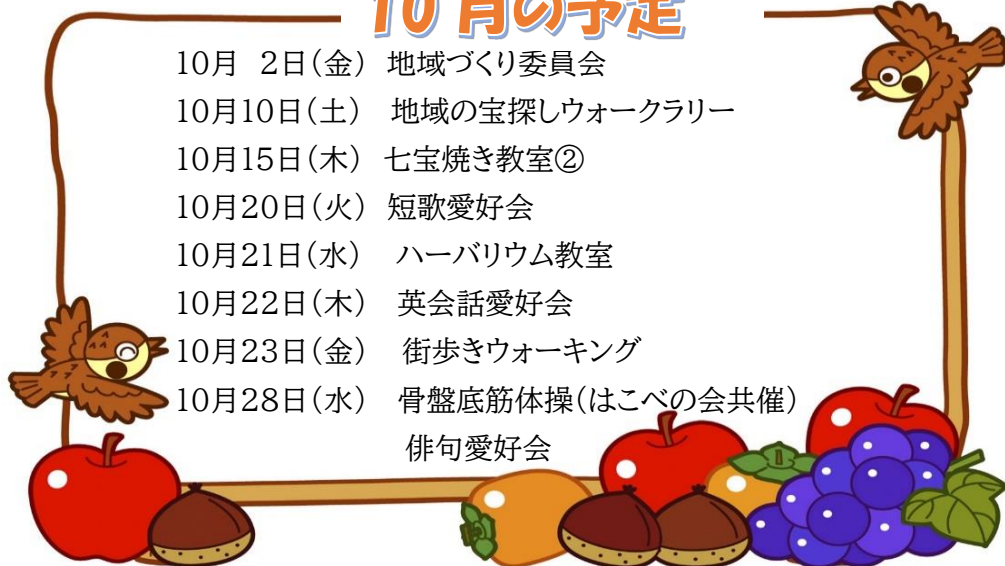 10月の予定
10月　2日（金）　地域づくり委員会
10月10日（土）　地域の宝探しウォークラリー
10月15日（木）　七宝焼き教室②
10月20日（火）　短歌愛好会
10月21日（水）　ハーバリウム教室
10月22日（木）　英会話愛好会
10月23日（金）　街歩きウォーキング
10月28日（水）　骨盤底筋体操（はこべの会共催）
俳句愛好会